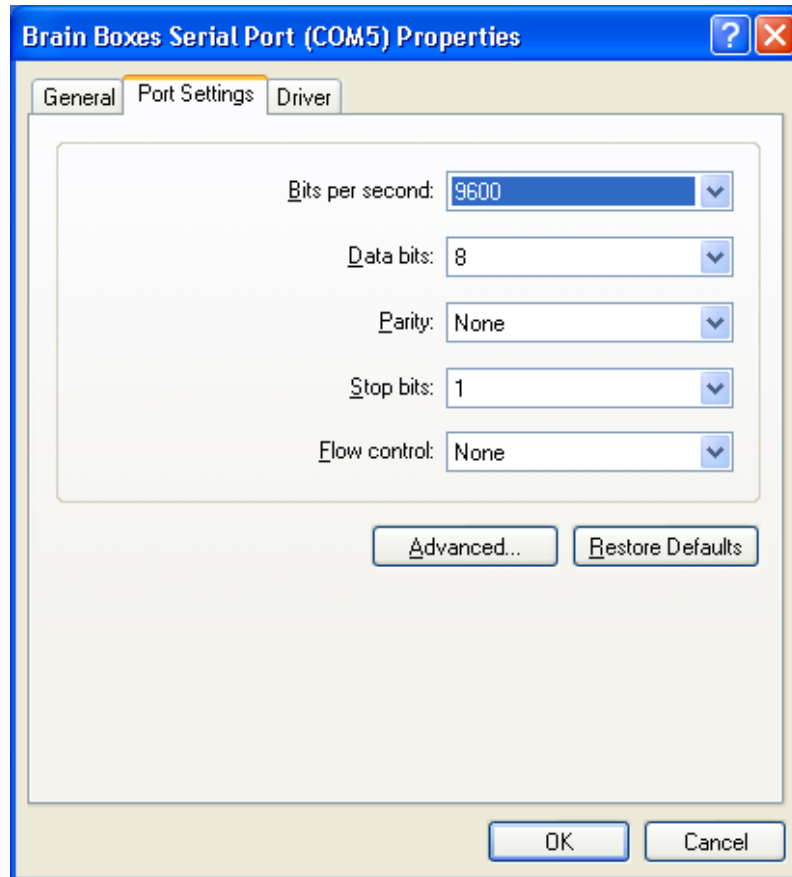 Brain Boxes Serial Port (COM5) Properties
?
General Port Settings Driver
Bits per second: 9600
Data bits: 8
Parity: None
Stop bits: 1
Flow control: None
Advanced... Restore Defaults
OK Cancel